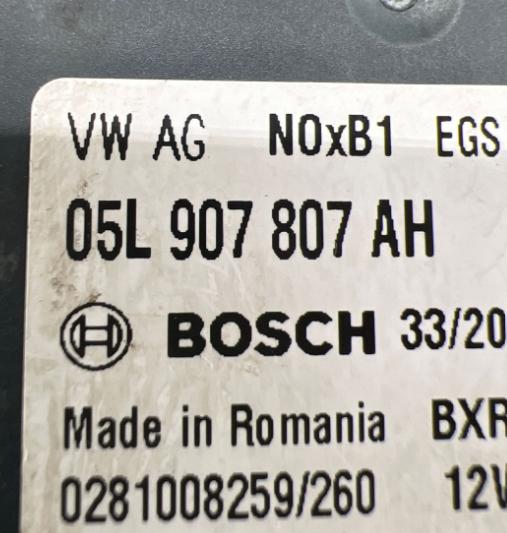 VW AG NOxB1 EGS
05L 907 807 AH
BOSCH 33/20
Made in Romania BXR
0281008259/260 12V